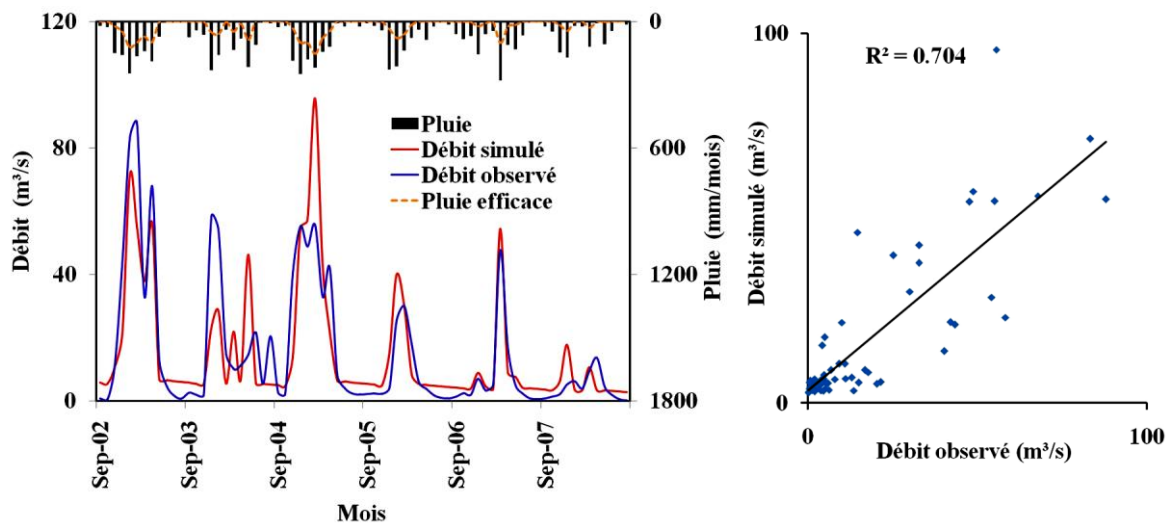 120
80
40
0
Débit (m³/s)
0
600
1200
1800
Pluie (mm/mois)
Pluie
Débit simulé
Débit observé
Pluie efficace
Sep-02
Sep-03
Sep-04
Sep-05
Sep-06
Sep-07
Mois
100
0
Débit simulé (m³/s)
R² = 0.704
0
100
Débit observé (m³/s)